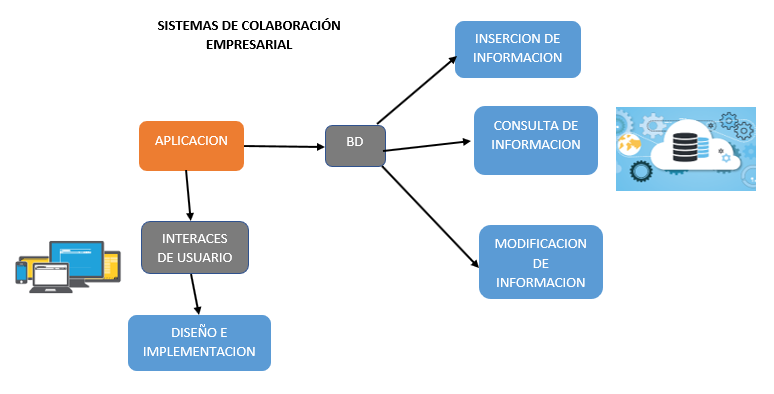 SISTEMAS DE COLABORACIÓN
EMPRESARIAL
INSERCION DE
INFORMACION
APLICACION
BD
CONSULTA DE
INFORMACION
INTERACES
DE USUARIO
MODIFICACION
DE
INFORMACION
DISEÑO E
IMPLEMENTACION